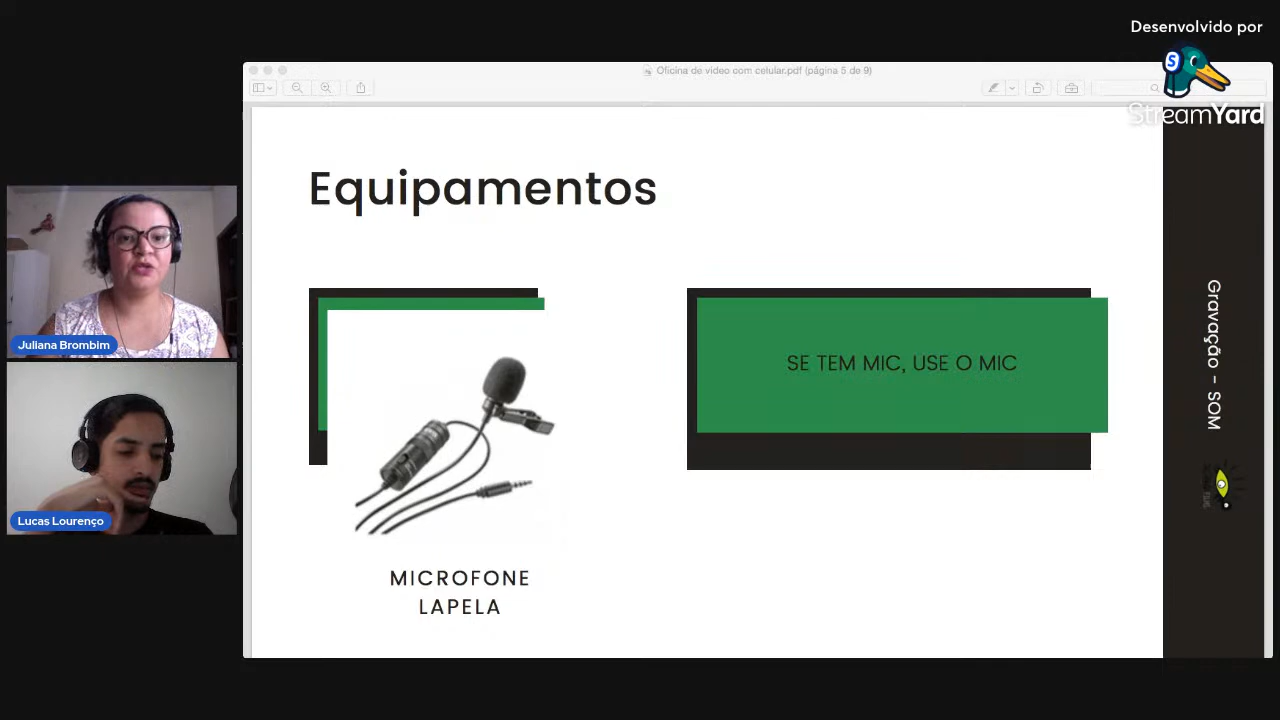 Desenvolvido por
StreamYard
Oficina de video com celular.pdf (página 5 de 9)
Equipamentos
SE TEM MIC, USE O MIC
MICROFONE
LAPELA
Gravação - SOM
Juliana Brombim
Lucas Lourenço